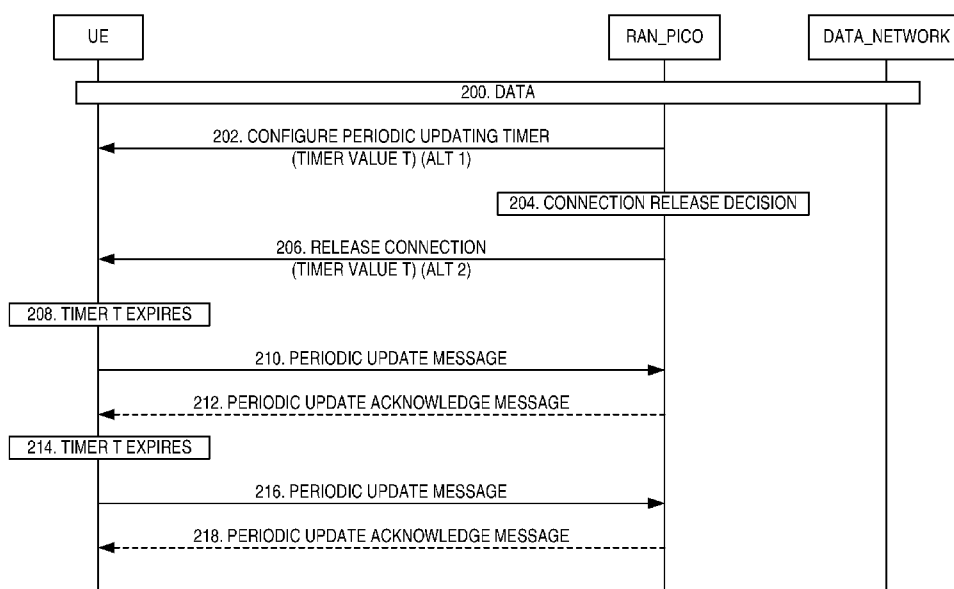 UE
RAN_PICO
DATA_NETWORK
200. DATA
202. CONFIGURE PERIODIC UPDATING TIMER
(TIMER VALUE T) (ALT 1)
204. CONNECTION RELEASE DECISION
206. RELEASE CONNECTION
(TIMER VALUE T) (ALT 2)
208. TIMER T EXPIRES
210. PERIODIC UPDATE MESSAGE
212. PERIODIC UPDATE ACKNOWLEDGE MESSAGE
214. TIMER T EXPIRES
216. PERIODIC UPDATE MESSAGE
218. PERIODIC UPDATE ACKNOWLEDGE MESSAGE